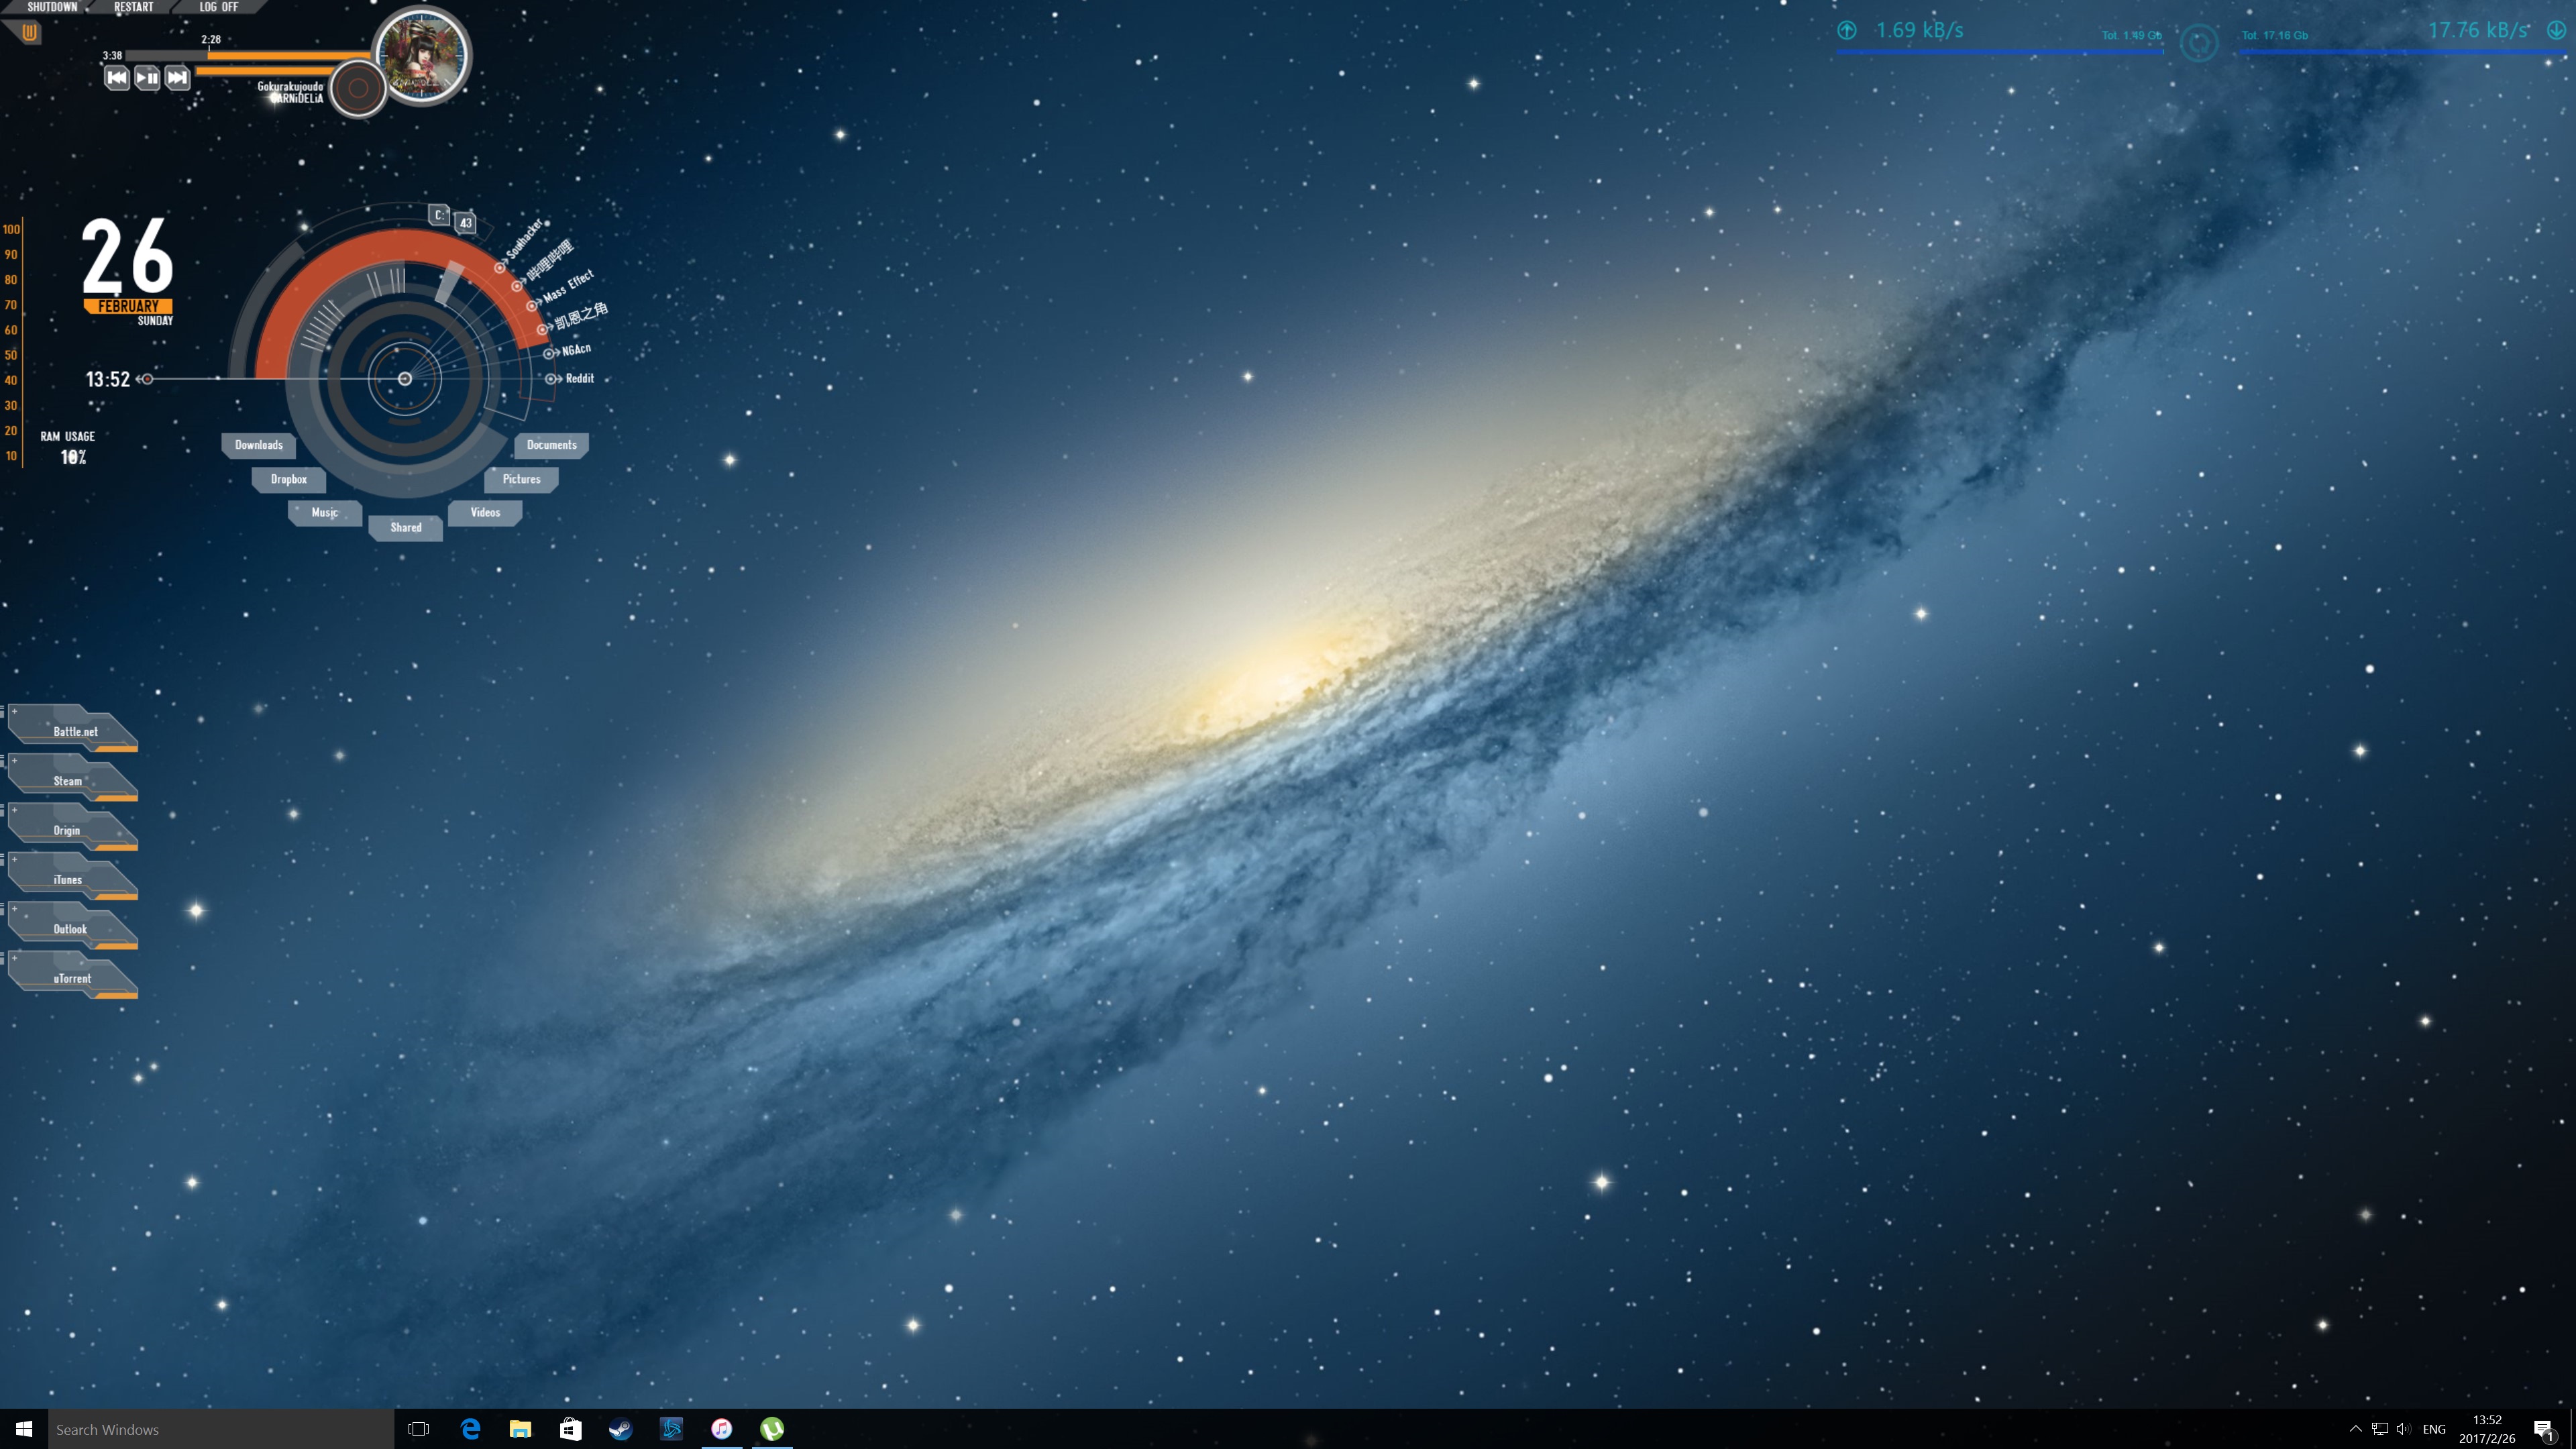 SHUTDOWN RESTART LOG OFF
2:28
3:38
Gokurakujoudo
GARNiDELiA
1.69 kB/s Tot. 1.49 Gb Tot. 17.16 Gb 17.76 kB/s
C: 43
Soulhacker
哔哩哔哩
Mass Effect
凯恩之角
NGAcn
Reddit
100
90
80
70
60
50
40
30
20
10
26
FEBRUARY
SUNDAY
13:52
RAM USAGE
Downloads Documents
Dropbox Pictures
Music Videos
Shared
Battle.net
Steam
Origin
iTunes
Outlook
uTorrent
Search Windows
ENG
13:52
2017/2/26
1